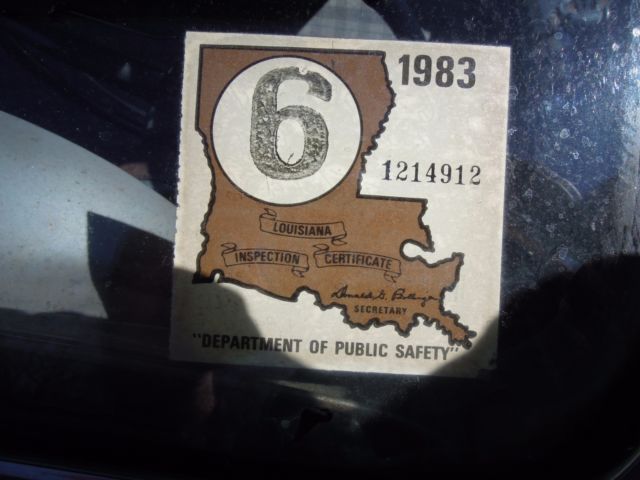 1983
6
1214912
LOUISIANA
INSPECTION CERTIFICATE
SECRETARY
"DEPARTMENT OF PUBLIC SAFETY"